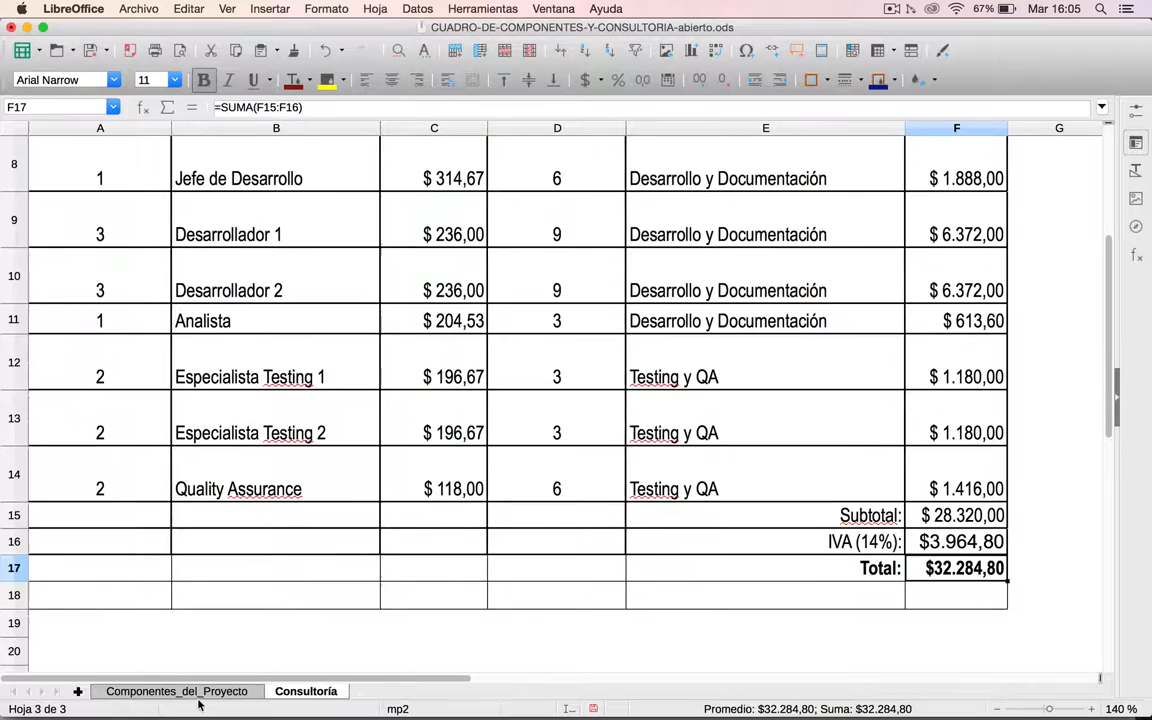 LibreOffice Archivo Editar Ver Insertar Formato Hoja Datos Herramientas Ventana Ayuda 67% Mar 16:05
CUADRO-DE-COMPONENTES-Y-CONSULTORIA-abierto.ods
Arial Narrow 11
F17 =SUMA(F15:F16)
A B C D E F G
8 1 Jefe de Desarrollo $ 314,67 6 Desarrollo y Documentación $ 1.888,00
9 3 Desarrollador 1 $ 236,00 9 Desarrollo y Documentación $ 6.372,00
10 3 Desarrollador 2 $ 236,00 9 Desarrollo y Documentación $ 6.372,00
11 1 Analista $ 204,53 3 Desarrollo y Documentación $ 613,60
12 2 Especialista Testing 1 $ 196,67 3 Testing y QA $ 1.180,00
13 2 Especialista Testing 2 $ 196,67 3 Testing y QA $ 1.180,00
14 2 Quality Assurance $ 118,00 6 Testing y QA $ 1.416,00
15 Subtotal: $ 28.320,00
16 IVA (14%): $3.964,80
17 Total: $32.284,80
18
19
20
Componentes_del_Proyecto Consultoría
Hoja 3 de 3 mp2 Promedio: $32.284,80; Suma: $32.284,80 140 %